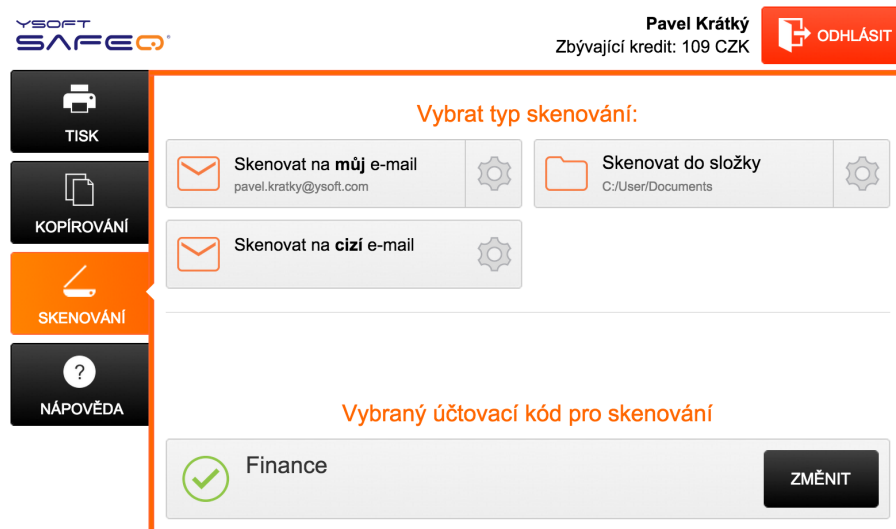 YSOFT
SAFEQ
Pavel Krátký
Zbývající kredit: 109 CZK
ODHLÁSIT
TISK
KOPÍROVÁNÍ
SKENOVÁNÍ
?
NÁPOVĚDA
Vybrat typ skenování:
Skenovat na můj e-mail
pavel.kratky@ysoft.com
Skenovat do složky
C:/User/Documents
Skenovat na cizí e-mail
Vybraný účtovací kód pro skenování
Finance
ZMĚNIT